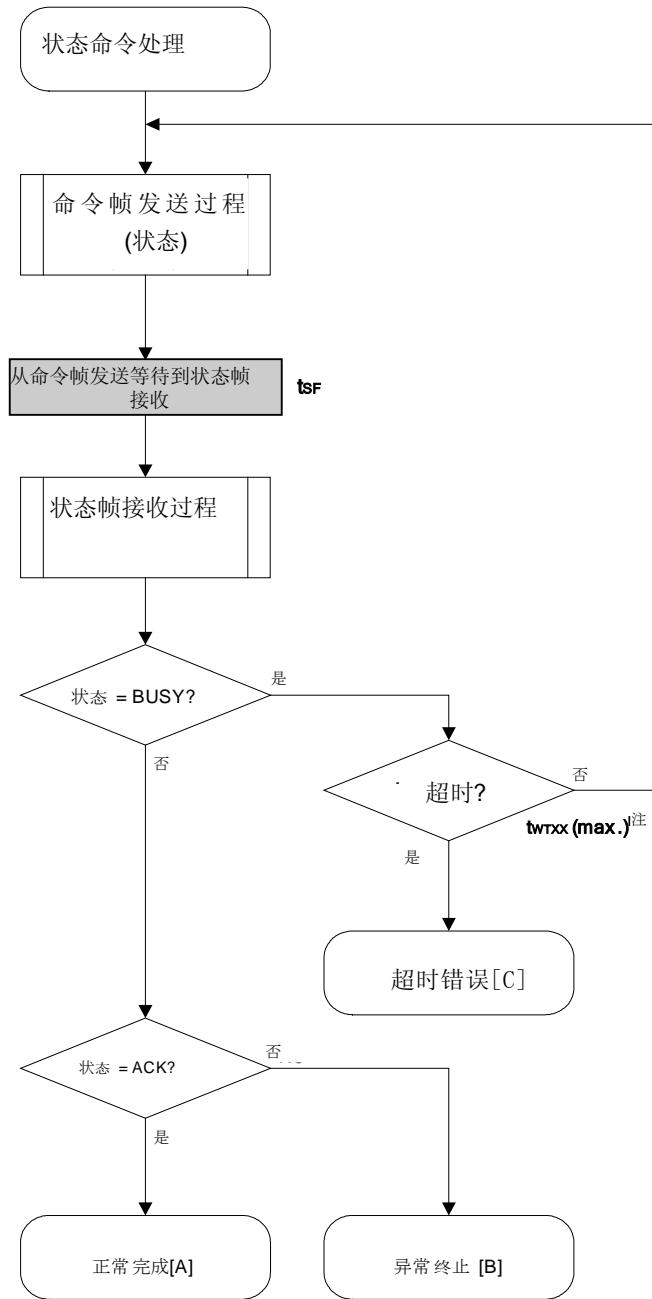 状态命令处理
命令帧发送过程
(状态)
从命令帧发送等待到状态帧
接收
tSF
状态帧接收过程
状态 = BUSY?
是
否
超时?
否
tWTXX (max.)注
是
超时错误[C]
状态 = ACK?
否
是
正常完成[A]
异常终止 [B]